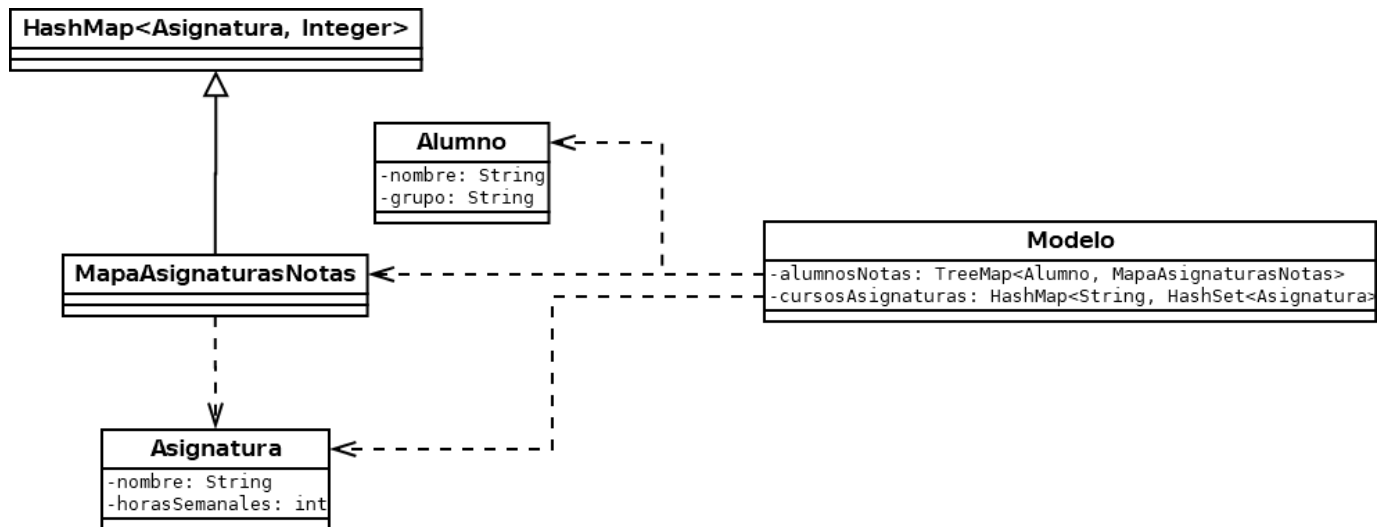 HashMap<Asignatura, Integer>
Alumno
-nombre: String
-grupo: String
Modelo
-alumnosNotas: TreeMap<Alumno, MapaAsignaturasNotas>
-cursosAsignaturas: HashMap<String, HashSet<Asignatura>
MapaAsignaturasNotas
Asignatura
-nombre: String
-horasSemanales: int